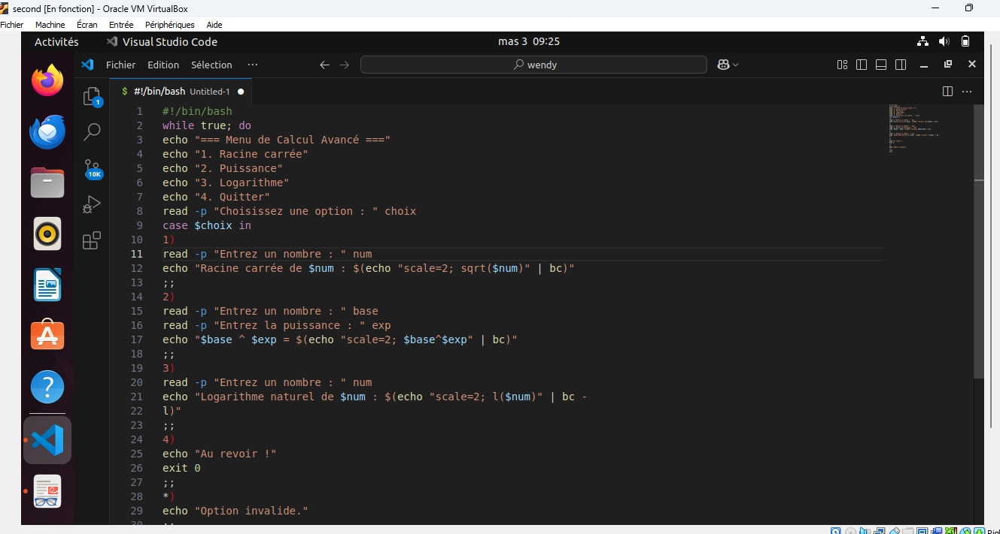 second [En fonction] - Oracle VM VirtualBox
Fichier Machine Écran Entrée Périphériques Aide
Activités Visual Studio Code mas 3 09:25
Fichier Edition Sélection ··· wendy
$ #!/bin/bash Untitled-1
1
10K
1 #!/bin/bash
2 while true; do
3 echo "=== Menu de Calcul Avancé ==="
4 echo "1. Racine carrée"
5 echo "2. Puissance"
6 echo "3. Logarithme"
7 echo "4. Quitter"
8 read -p "Choisissez une option : " choix
9 case $choix in
10 1)
11 read -p "Entrez un nombre : " num
12 echo "Racine carrée de $num : $(echo "scale=2; sqrt($num)" | bc)"
13 ;;
14 2)
15 read -p "Entrez un nombre : " base
16 read -p "Entrez la puissance : " exp
17 echo "$base ^ $exp = $(echo "scale=2; $base^$exp" | bc)"
18 ;;
19 3)
20 read -p "Entrez un nombre : " num
21 echo "Logarithme naturel de $num : $(echo "scale=2; l($num)" | bc -
22 l)"
23 ;;
24 4)
25 echo "Au revoir !"
26 exit 0
27 ;;
28 *)
29 echo "Option invalide."
30 ;;